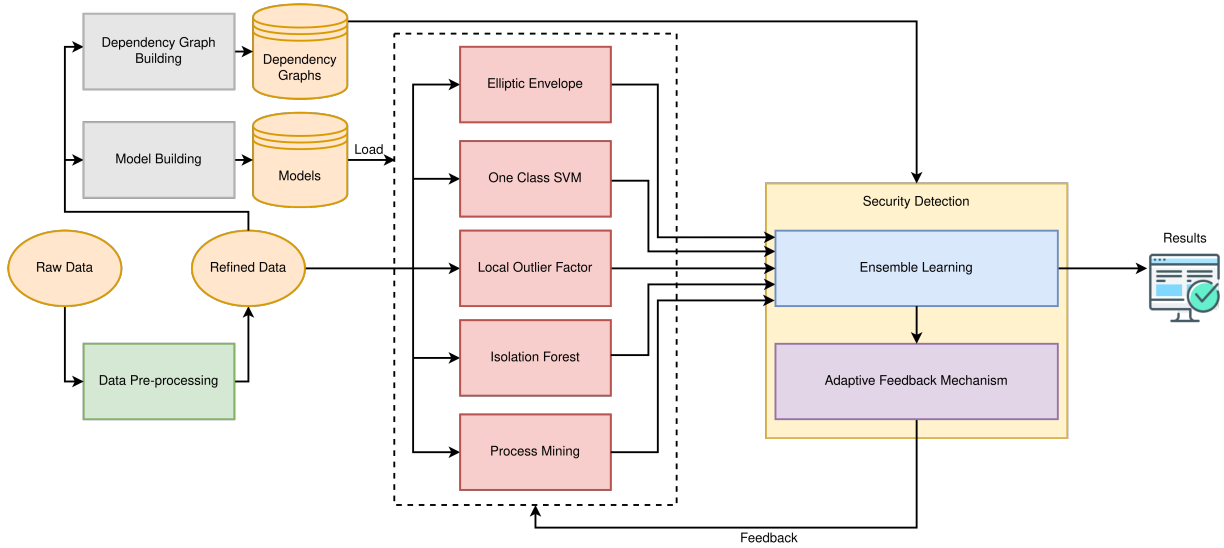 Dependency Graph
Building
Dependency
Graphs
Model Building
Models
Load
Raw Data
Refined Data
Data Pre-processing
Elliptic Envelope
One Class SVM
Local Outlier Factor
Isolation Forest
Process Mining
Security Detection
Ensemble Learning
Adaptive Feedback Mechanism
Results
Feedback